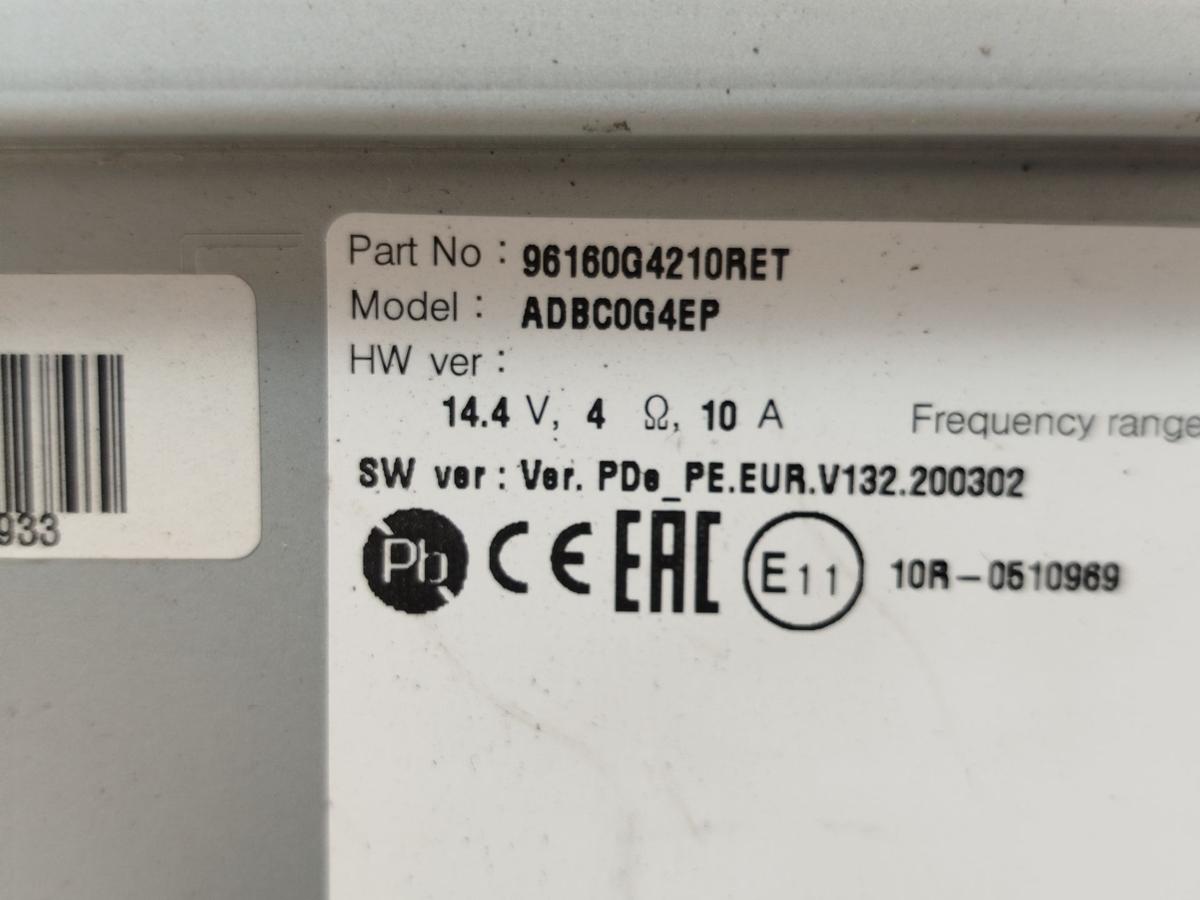 Part No : 96160G4210RET
Model : ADBC0G4EP
HW ver :
14.4 V, 4 Ω, 10 A Frequency range
SW ver : Ver. PDe_PE.EUR.V132.200302
Pb CE EAC E11 10R-0510969
933